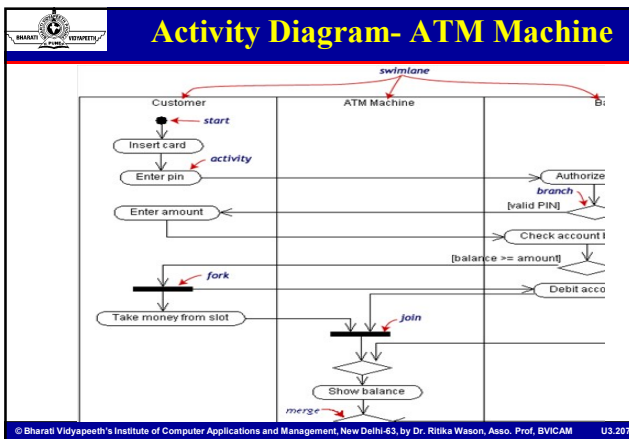 BHARATI VIDYAPEETH
PUNE
Activity Diagram- ATM Machine
swimlane
Customer ATM Machine Ba
start
Insert card
activity
Enter pin Authorize
branch
Enter amount [valid PIN]
Check account b
[balance >= amount]
fork
Debit acco
Take money from slot join
Show balance
merge
© Bharati Vidyapeeth's Institute of Computer Applications and Management, New Delhi-63, by Dr. Ritika Wason, Asso. Prof, BVICAM U3.207